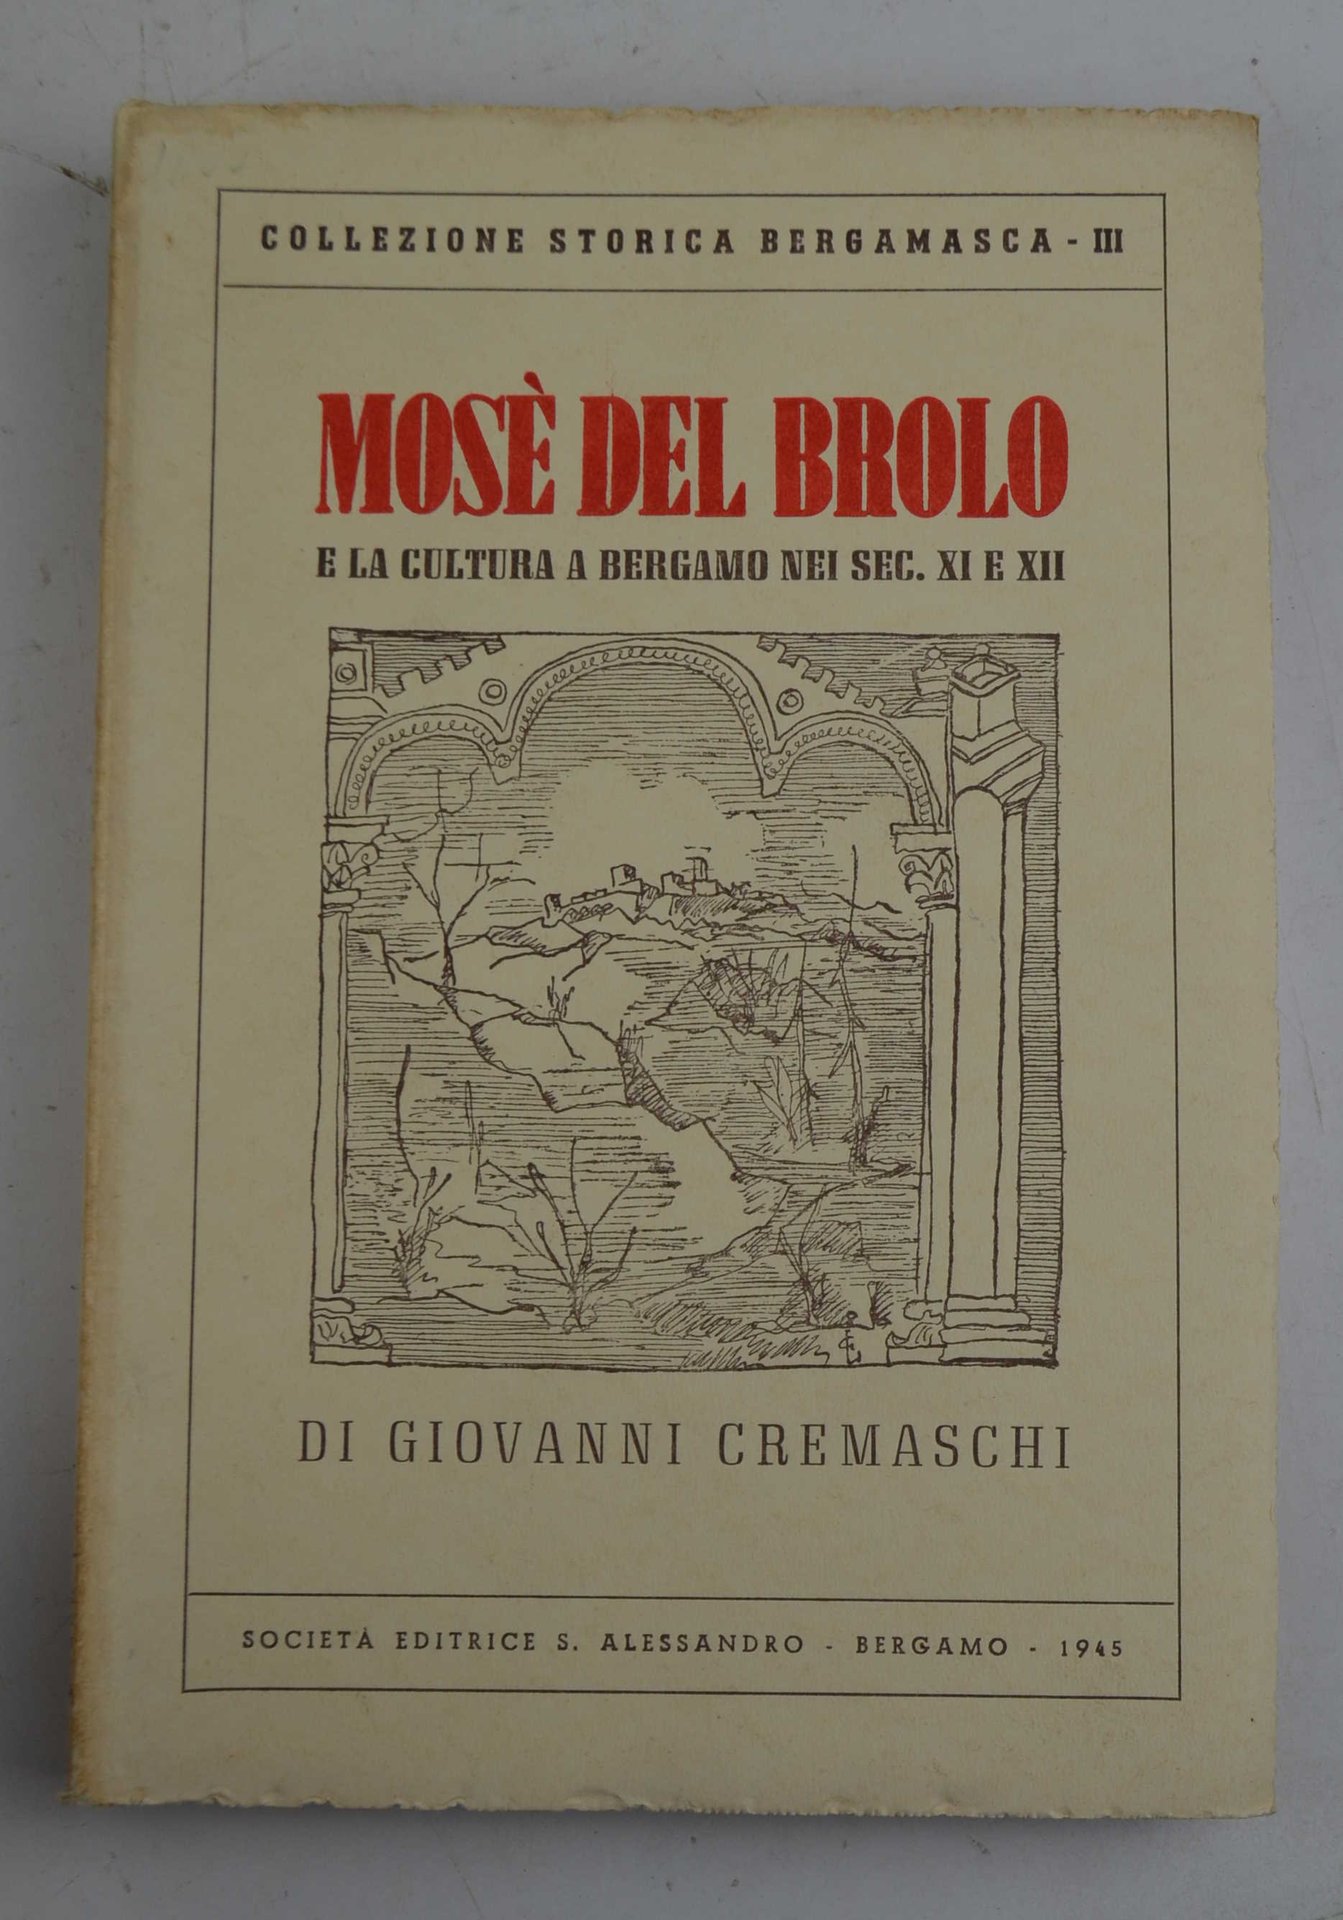 COLLEZIONE STORICA BERGAMASCA - III
MOSÈ DEL BROLO
E LA CULTURA A BERGAMO NEI SEC. XI E XII
DI GIOVANNI CREMASCHI
SOCIETÀ EDITRICE S. ALESSANDRO - BERGAMO - 1945